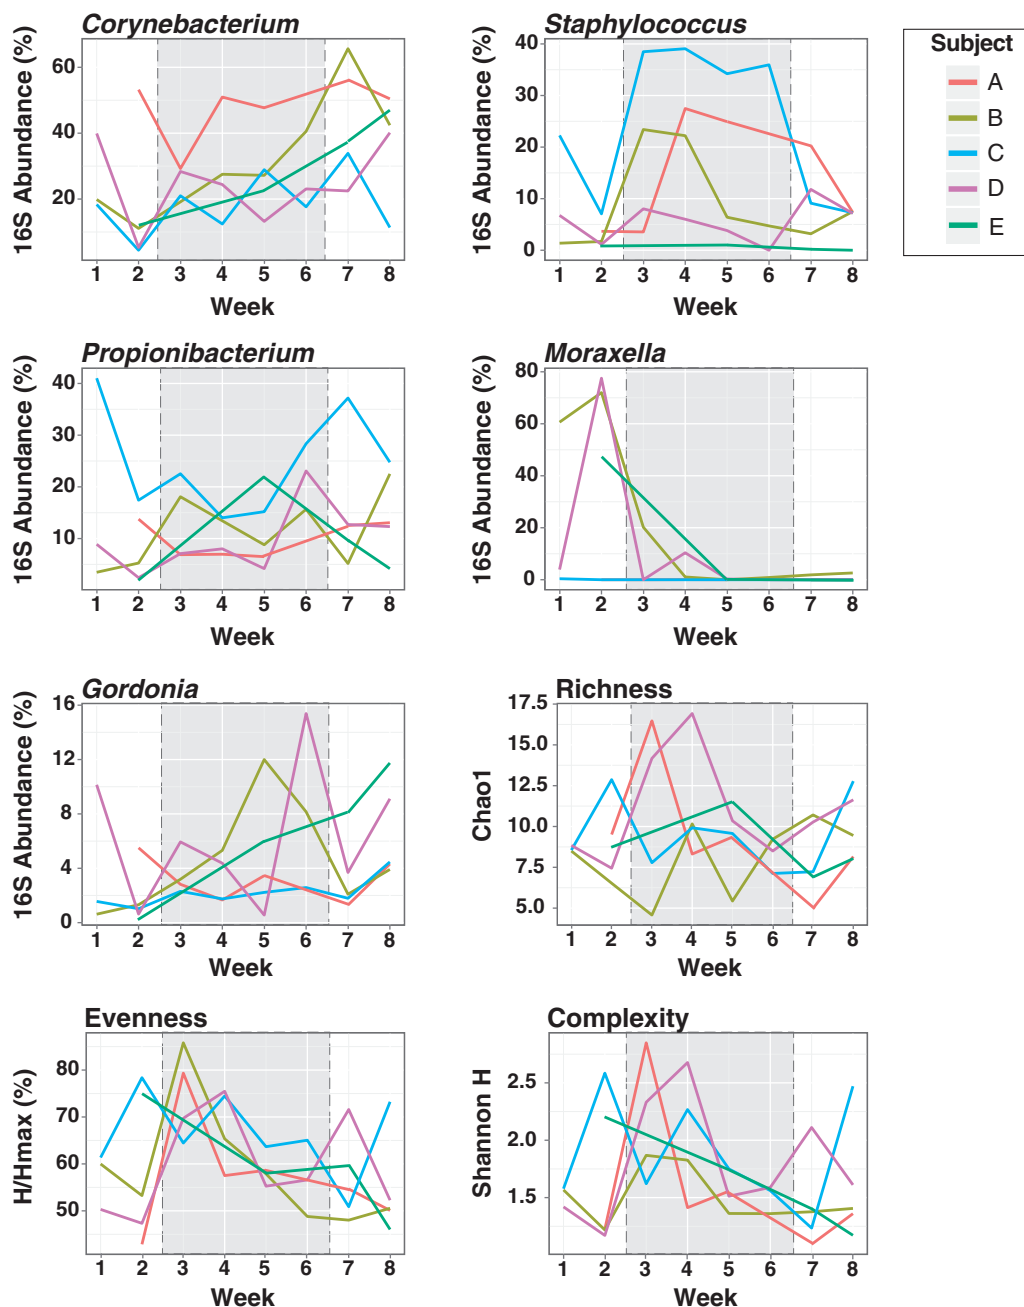 Corynebacterium
16S Abundance (%)
60
40
20
1 2 3 4 5 6 7 8
Week
Staphylococcus
16S Abundance (%)
40
30
20
10
0
1 2 3 4 5 6 7 8
Week
Subject
A
B
C
D
E
Propionibacterium
16S Abundance (%)
40
30
20
10
1 2 3 4 5 6 7 8
Week
Moraxella
16S Abundance (%)
80
60
40
20
0
1 2 3 4 5 6 7 8
Week
Gordonia
16S Abundance (%)
16
12
8
4
0
1 2 3 4 5 6 7 8
Week
Richness
Chao1
17.5
15.0
12.5
10.0
7.5
5.0
1 2 3 4 5 6 7 8
Week
Evenness
H/Hmax (%)
80
70
60
50
1 2 3 4 5 6 7 8
Week
Complexity
Shannon H
2.5
2.0
1.5
1 2 3 4 5 6 7 8
Week